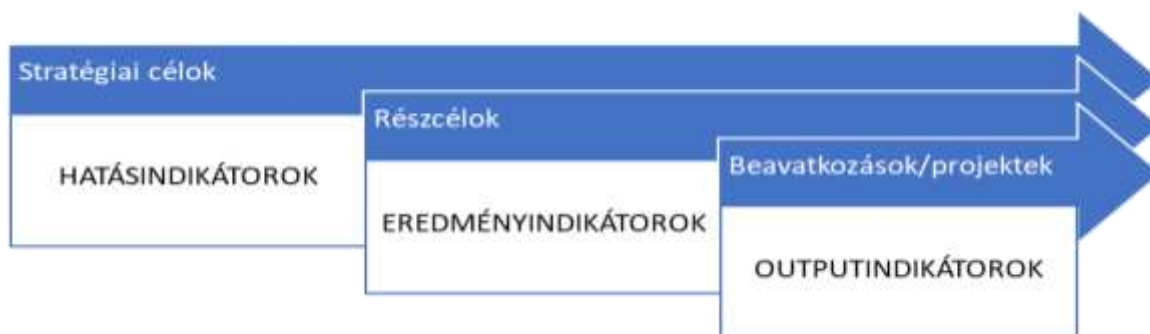 Stratégiai célok
HATÁSINDIKÁTOROK
Részcélok
EREDMÉNYINDIKÁTOROK
Beavatkozások/projektek
OUTPUTINDIKÁTOROK